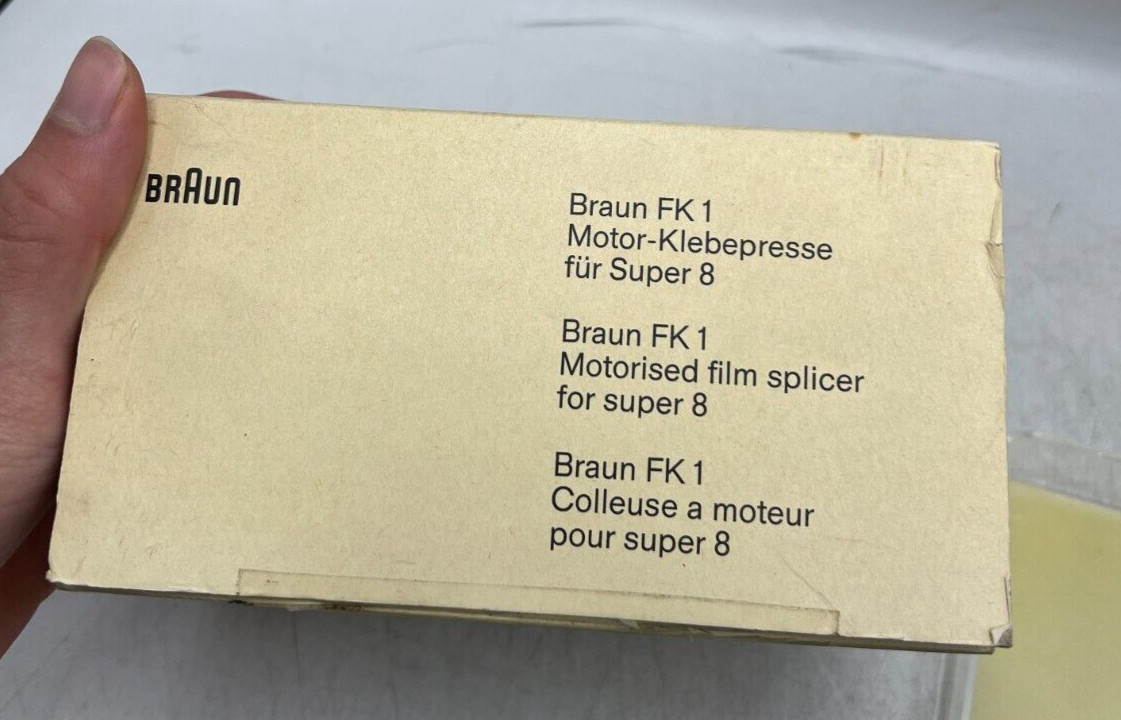 BRAUN
Braun FK 1
Motor-Klebepresse
für Super 8
Braun FK 1
Motorised film splicer
for super 8
Braun FK 1
Colleuse a moteur
pour super 8